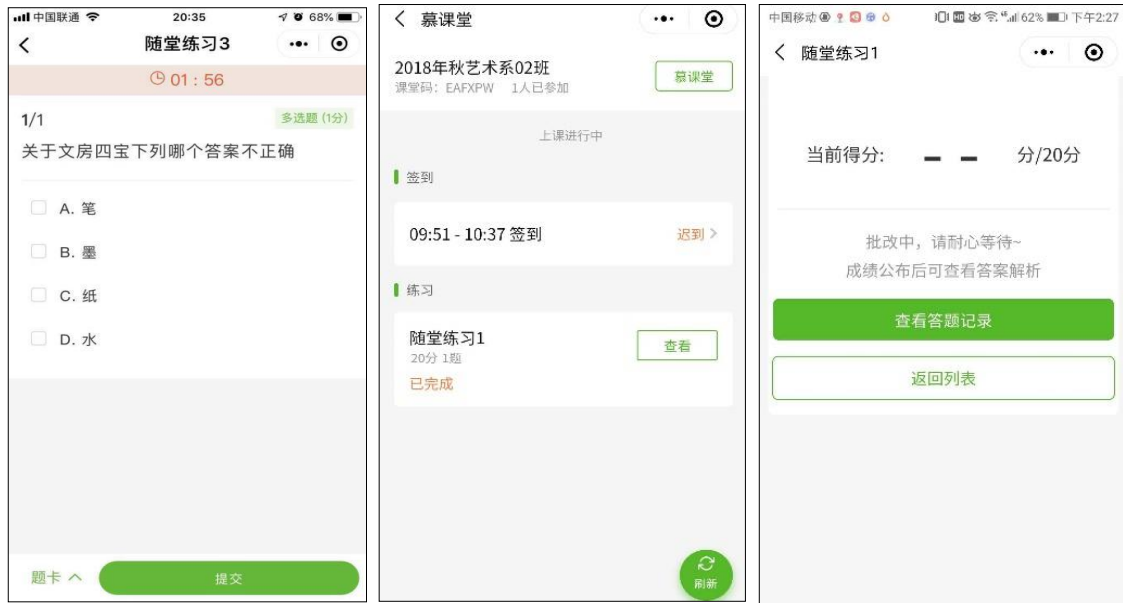 中国联通 20:35 68%
随堂练习3
01 : 56
1/1 多选题 (1分)
关于文房四宝下列哪个答案不正确
A. 笔
B. 墨
C. 纸
D. 水
题卡 提交
慕课堂
2018年秋艺术系02班 慕课堂
课堂码: EAFXPW 1人已参加
上课进行中
签到
09:51 - 10:37 签到 迟到 >
练习
随堂练习1 查看
20分 1题
已完成
刷新
中国移动 HD 62% 下午2:27
随堂练习1
当前得分: – – 分/20分
批改中，请耐心等待~
成绩公布后可查看答案解析
查看答题记录
返回列表